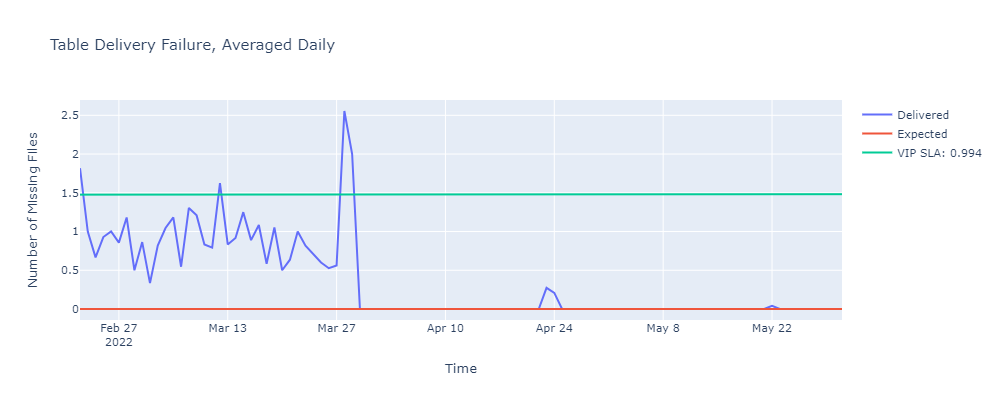 Table Delivery Failure, Averaged Daily
Number of Missing Files
2.5
2
1.5
1
0.5
0
Feb 27
2022
Mar 13
Mar 27
Apr 10
Apr 24
May 8
May 22
Time
Delivered
Expected
VIP SLA: 0.994